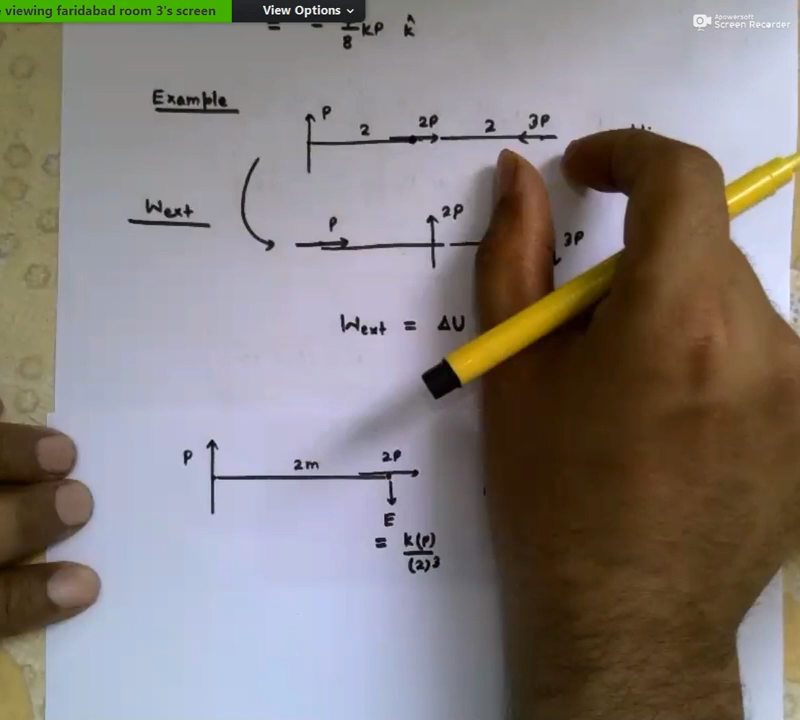 viewing faridabad room 3's screen
View Options
Apowersoft
Screen Recorder
= - 7/8 kP k̂
Example
P 2 2P 2 3P
Wext
P 2P 3P
Wext = ΔU
P 2m 2P
E
= k(P)/(2)³